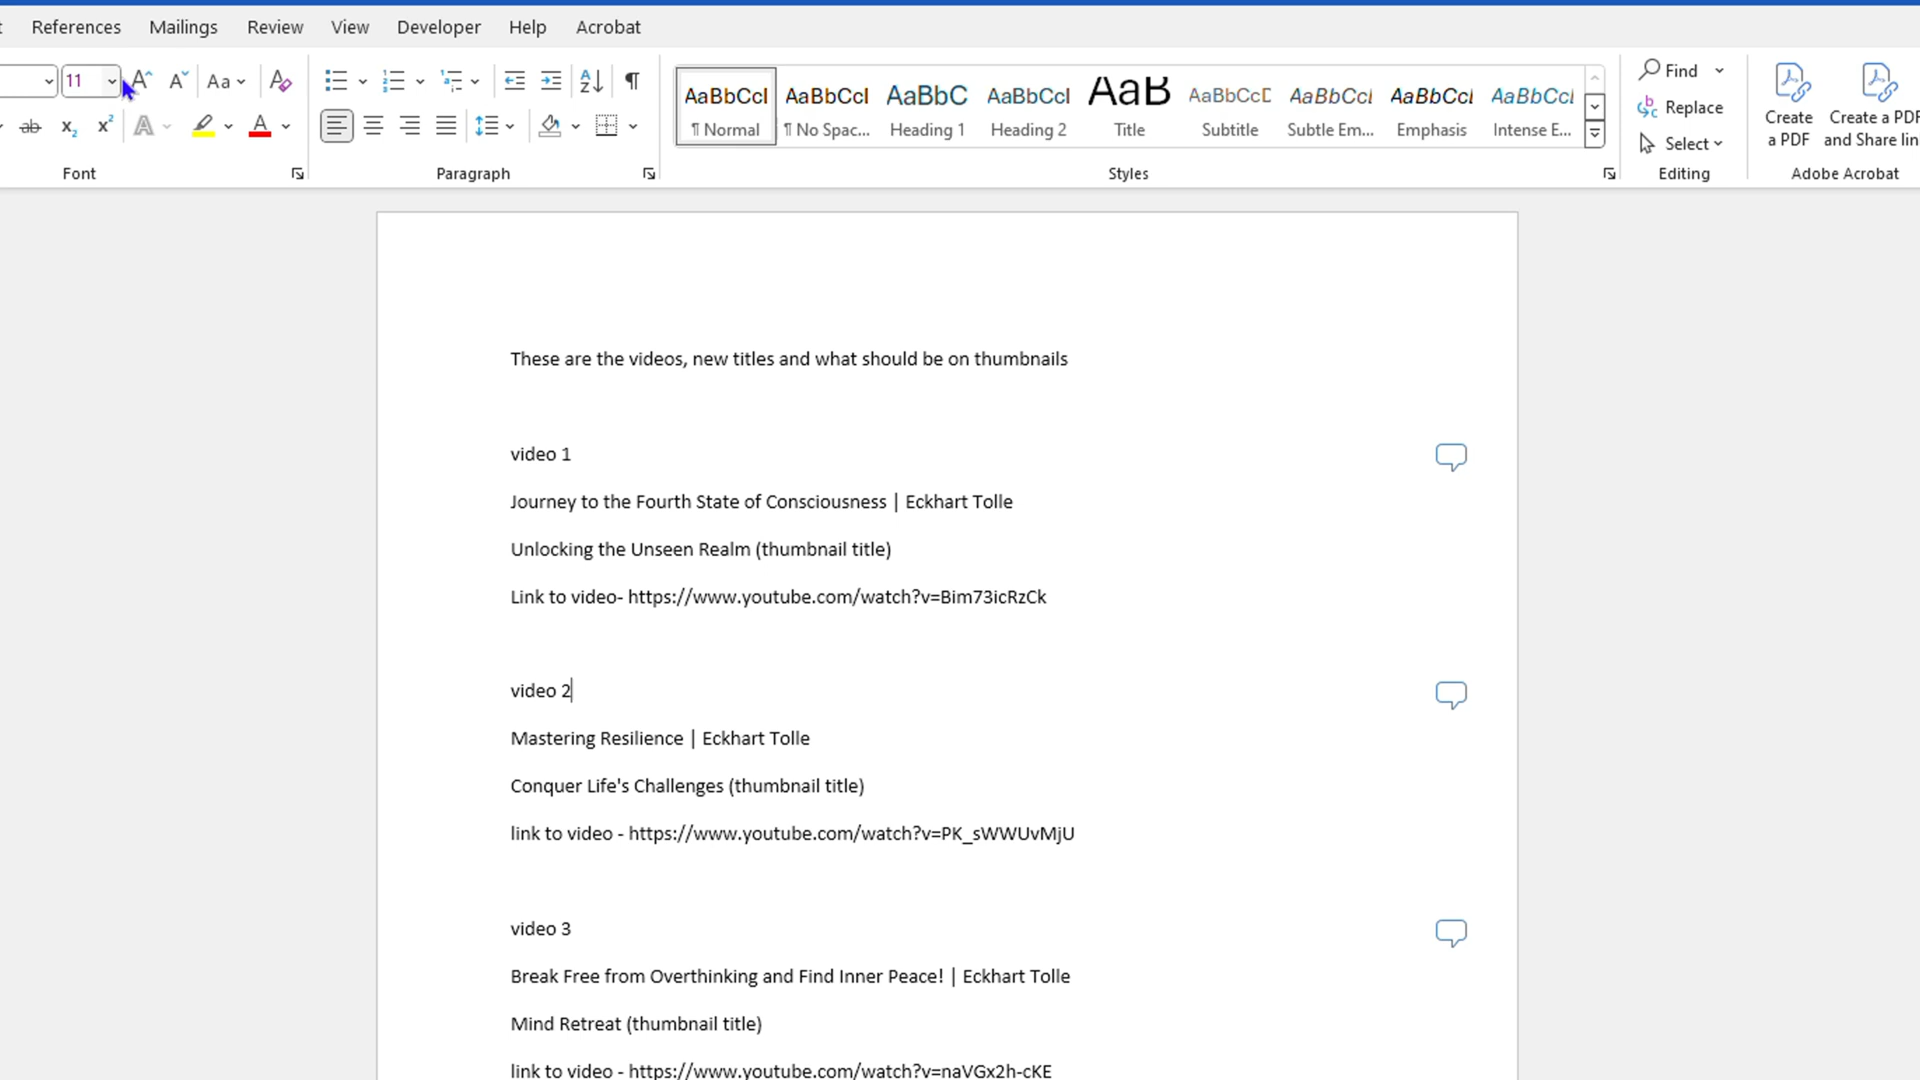 References Mailings Review View Developer Help Acrobat
11 Aa
Find
AaBbCcI AaBbCcI AaBbC AaBbCcI AaB AaBbCcD AaBbCcI AaBbCcI AaBbCcI
Replace
¶ Normal ¶ No Spac... Heading 1 Heading 2 Title Subtitle Subtle Em... Emphasis Intense E...
Select
Create a PDF
Create a PDF and Share lin
Font Paragraph Styles Editing Adobe Acrobat
These are the videos, new titles and what should be on thumbnails
video 1
Journey to the Fourth State of Consciousness | Eckhart Tolle
Unlocking the Unseen Realm (thumbnail title)
Link to video- https://www.youtube.com/watch?v=Bim73icRzCk
video 2
Mastering Resilience | Eckhart Tolle
Conquer Life's Challenges (thumbnail title)
link to video - https://www.youtube.com/watch?v=PK_sWWUvMjU
video 3
Break Free from Overthinking and Find Inner Peace! | Eckhart Tolle
Mind Retreat (thumbnail title)
link to video - https://www.youtube.com/watch?v=naVGx2h-cKE